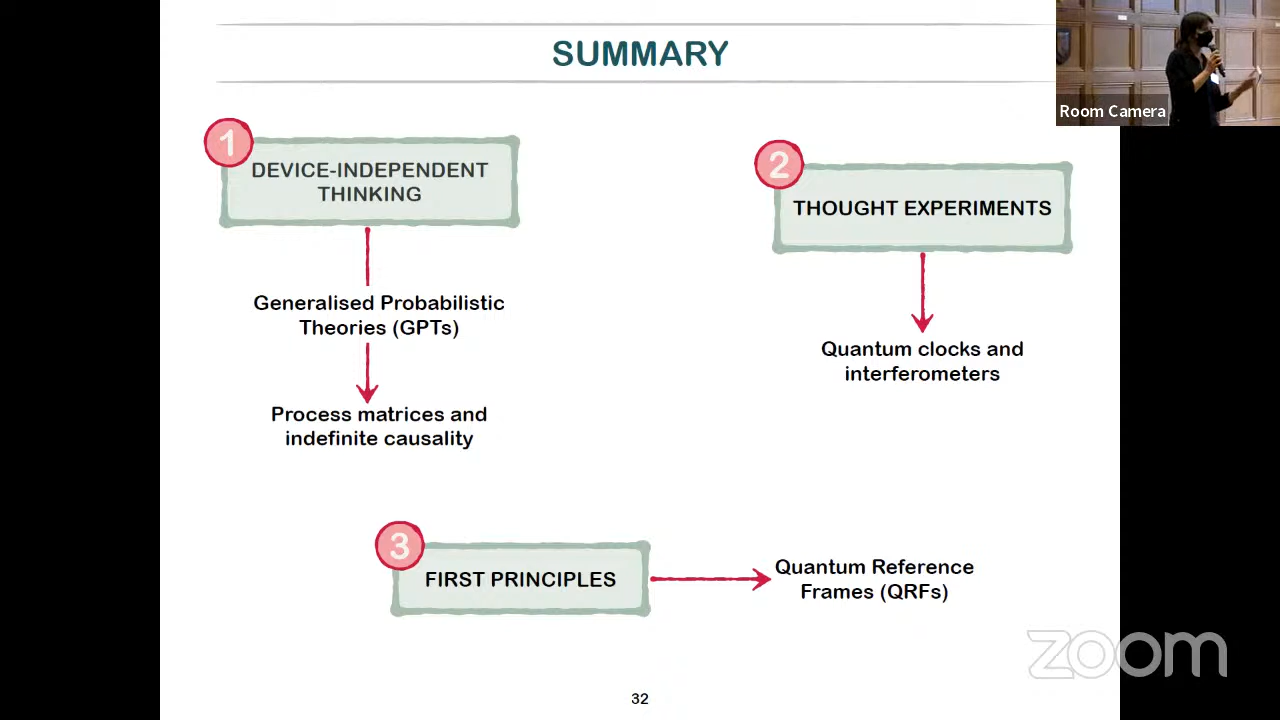 SUMMARY
Room Camera
1
DEVICE-INDEPENDENT
THINKING
2
THOUGHT EXPERIMENTS
Generalised Probabilistic
Theories (GPTs)
Quantum clocks and
interferometers
Process matrices and
indefinite causality
3
FIRST PRINCIPLES
Quantum Reference
Frames (QRFs)
zoom
32